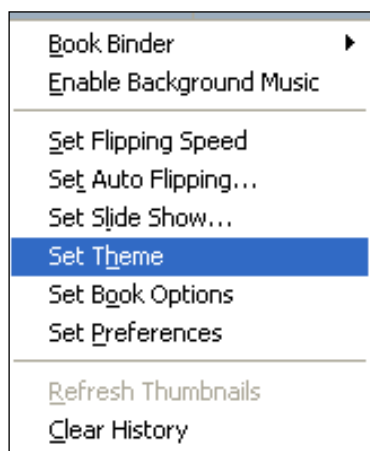 Book Binder
Enable Background Music
Set Flipping Speed
Set Auto Flipping...
Set Slide Show...
Set Theme
Set Book Options
Set Preferences
Refresh Thumbnails
Clear History